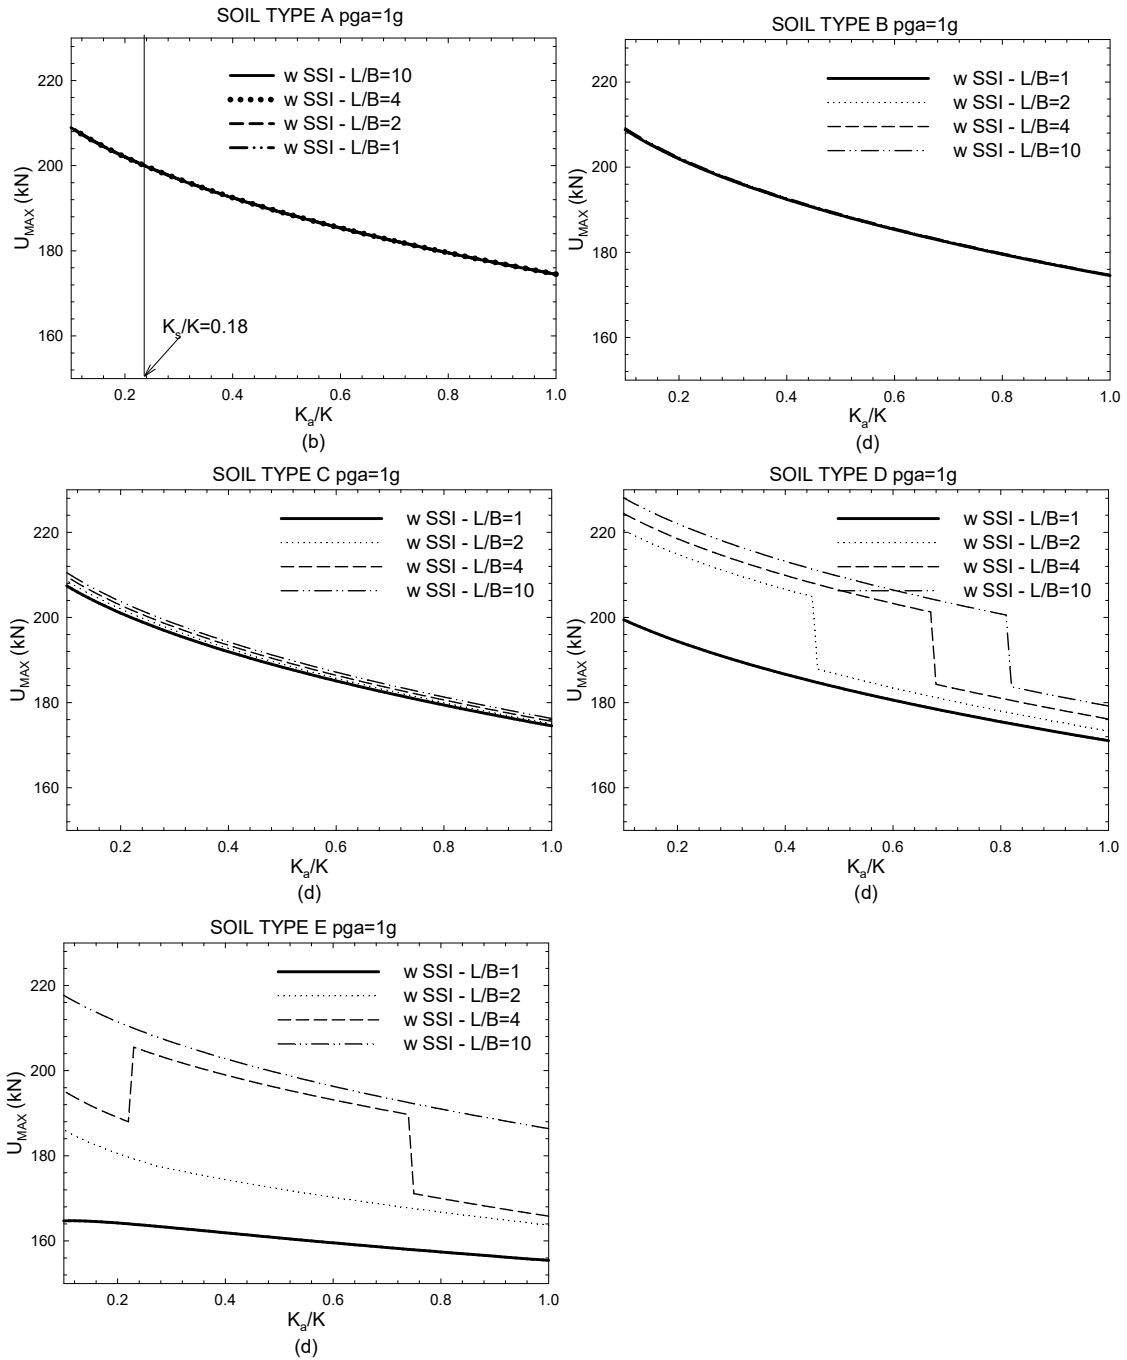 SOIL TYPE A pga=1g
w SSI - L/B=10
w SSI - L/B=4
w SSI - L/B=2
w SSI - L/B=1
220
200
180
160
U_MAX (kN)
K_s/K=0.18
0.2 0.4 0.6 0.8 1.0
K_a/K
(b)
SOIL TYPE B pga=1g
w SSI - L/B=1
w SSI - L/B=2
w SSI - L/B=4
w SSI - L/B=10
220
200
180
160
U_MAX (kN)
0.2 0.4 0.6 0.8 1.0
K_a/K
(d)
SOIL TYPE C pga=1g
w SSI - L/B=1
w SSI - L/B=2
w SSI - L/B=4
w SSI - L/B=10
220
200
180
160
U_MAX (kN)
0.2 0.4 0.6 0.8 1.0
K_a/K
(d)
SOIL TYPE D pga=1g
w SSI - L/B=1
w SSI - L/B=2
w SSI - L/B=4
w SSI - L/B=10
220
200
180
160
U_MAX (kN)
0.2 0.4 0.6 0.8 1.0
K_a/K
(d)
SOIL TYPE E pga=1g
w SSI - L/B=1
w SSI - L/B=2
w SSI - L/B=4
w SSI - L/B=10
220
200
180
160
U_MAX (kN)
0.2 0.4 0.6 0.8 1.0
K_a/K
(d)